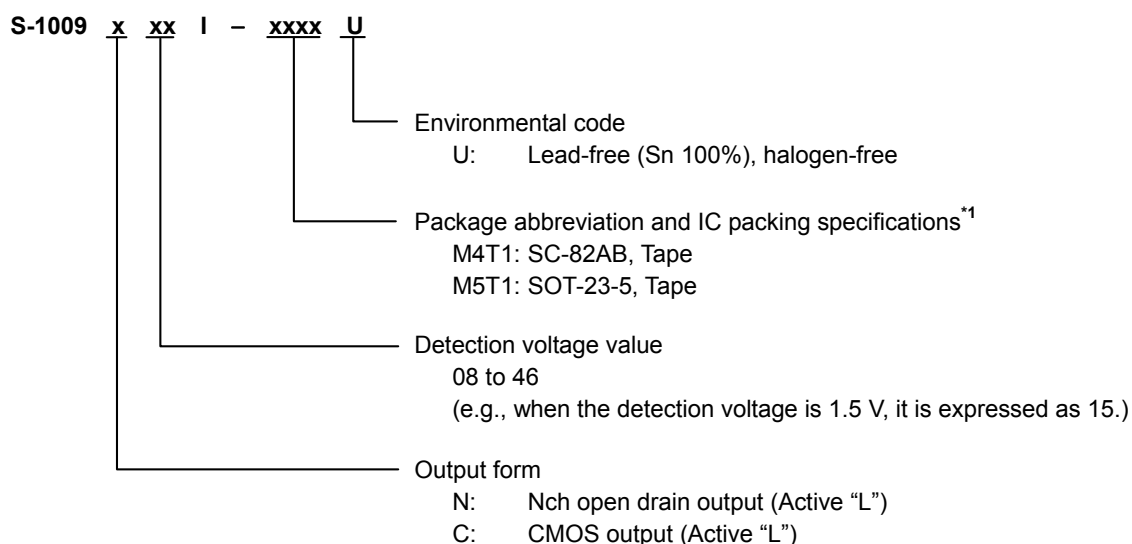 S-1009 x xx I – xxxx U
Environmental code
U: Lead-free (Sn 100%), halogen-free
Package abbreviation and IC packing specifications*1
M4T1: SC-82AB, Tape
M5T1: SOT-23-5, Tape
Detection voltage value
08 to 46
(e.g., when the detection voltage is 1.5 V, it is expressed as 15.)
Output form
N: Nch open drain output (Active “L”)
C: CMOS output (Active “L”)